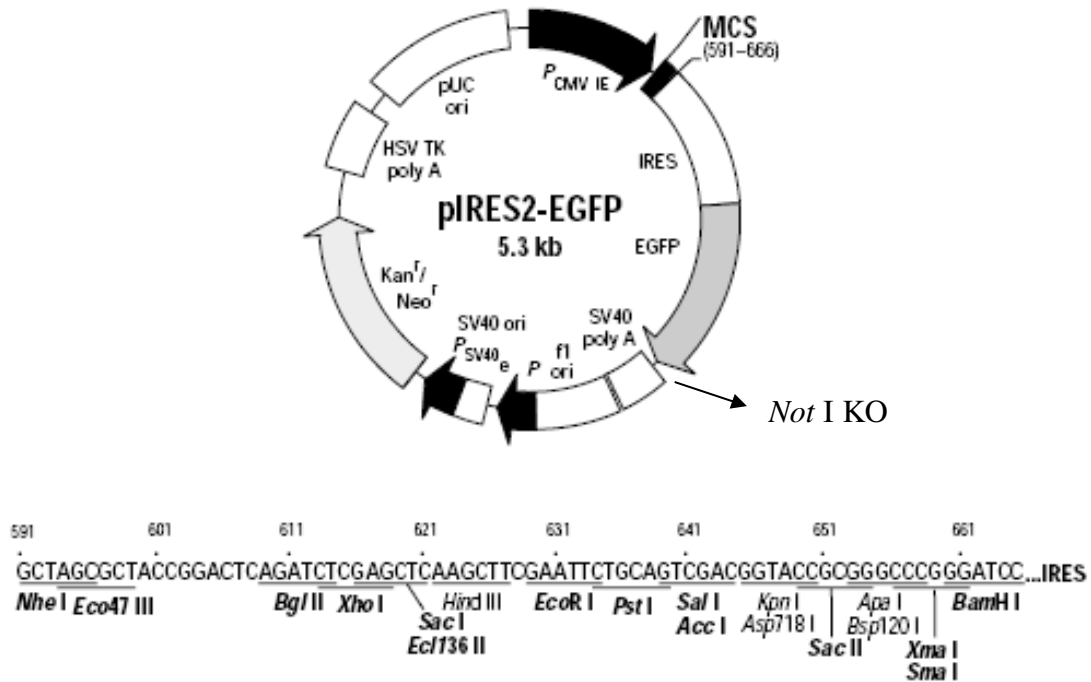 MCS
(591–666)
P CMV IE
pUC
ori
HSV TK
poly A
IRES
pIRES2-EGFP
5.3 kb
EGFP
Kanʳ/
Neoʳ
SV40 ori
P SV40 e
SV40
poly A
f1
ori
P
Not I KO
591 601 611 621 631 641 651 661
GCTAGCGCTACCGGACTCAGATCTCGAGCTCAAGCTTCGAATTCTGCAGTCGACGGTACCGCGGGCCCGGGATCC...IRES
Nhe I Eco47 III Bgl II Xho I Hind III EcoR I Pst I Sal I Kpn I Apa I BamH I
Sac I Acc I Asp718 I Bsp120 I
Ecl136 II Sac II Xma I
Sma I